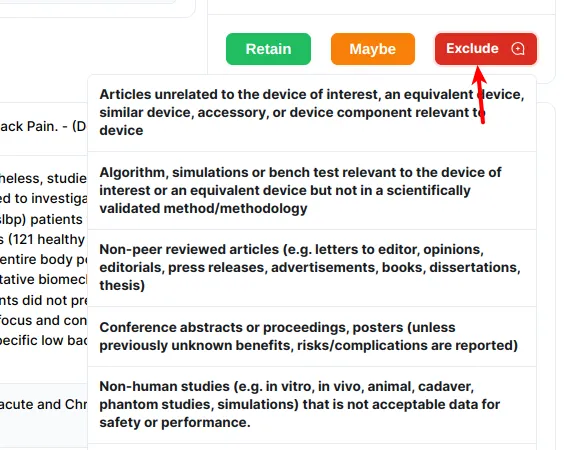 Retain Maybe Exclude
Articles unrelated to the device of interest, an equivalent device,
similar device, accessory, or device component relevant to
device
Algorithm, simulations or bench test relevant to the device of
interest or an equivalent device but not in a scientifically
validated method/methodology
Non-peer reviewed articles (e.g. letters to editor, opinions,
editorials, press releases, advertisements, books, dissertations,
thesis)
Conference abstracts or proceedings, posters (unless
previously unknown benefits, risks/complications are reported)
Non-human studies (e.g. in vitro, in vivo, animal, cadaver,
phantom studies, simulations) that is not acceptable data for
safety or performance.
ack Pain. - (D
heless, studie
ed to investiga
slbp) patients
s (121 healthy
entire body p
tative biomec
nts did not pre
focus and con
pecific low bac
acute and Chr